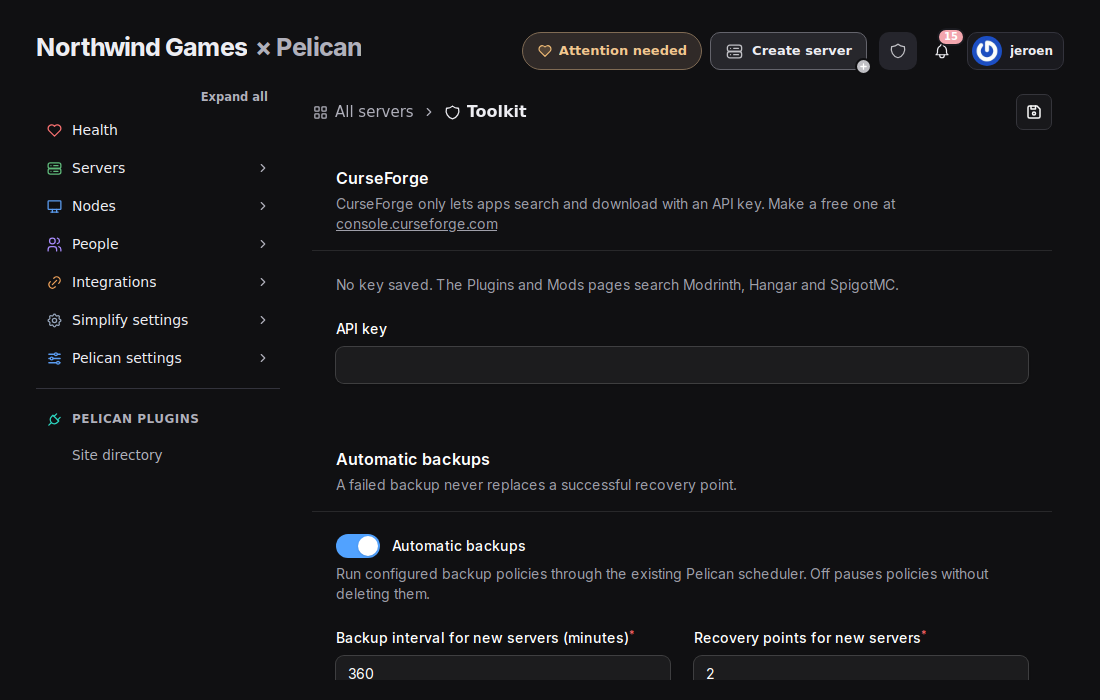 Northwind Games × Pelican
Attention needed
Create server
15
jeroen
Expand all
Health
Servers
Nodes
People
Integrations
Simplify settings
Pelican settings
PELICAN PLUGINS
Site directory
All servers
Toolkit
CurseForge
CurseForge only lets apps search and download with an API key. Make a free one at
console.curseforge.com
No key saved. The Plugins and Mods pages search Modrinth, Hangar and SpigotMC.
API key
Automatic backups
A failed backup never replaces a successful recovery point.
Automatic backups
Run configured backup policies through the existing Pelican scheduler. Off pauses policies without
deleting them.
Backup interval for new servers (minutes)*
Recovery points for new servers*
360
2